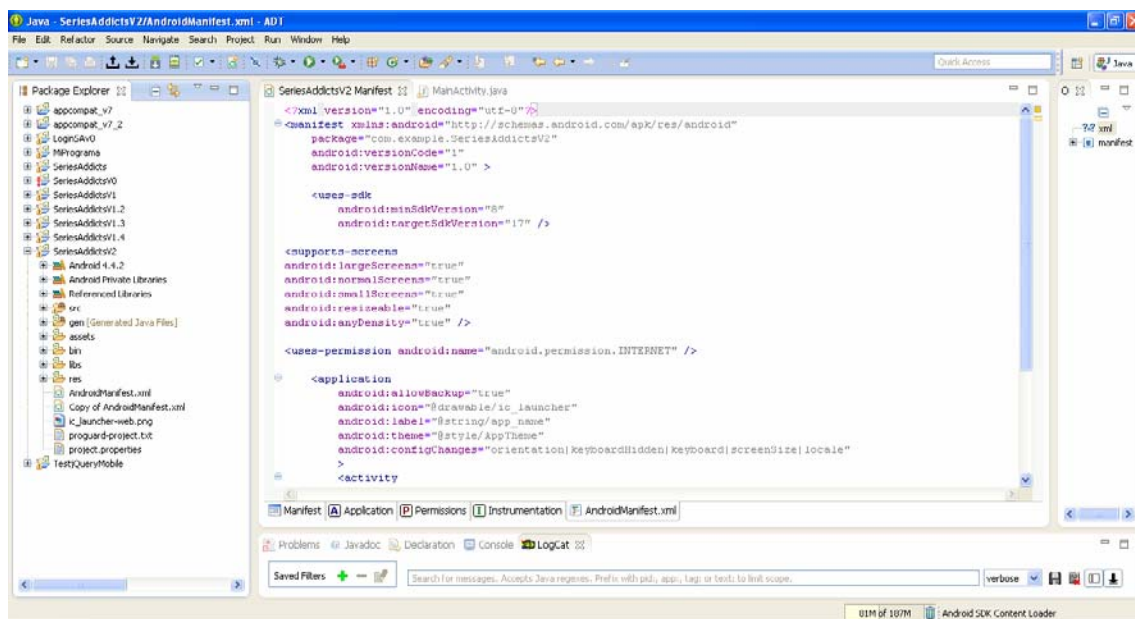 Java - SeriesAddictsV2/AndroidManifest.xml - ADT
File Edit Refactor Source Navigate Search Project Run Window Help
Quick Access
Java
Package Explorer
appcompat_v7
appcompat_v7_2
LoginSAv0
MiPrograma
SeriesAddicts
SeriesAddictsV0
SeriesAddictsV1
SeriesAddictsV1.2
SeriesAddictsV1.3
SeriesAddictsV1.4
SeriesAddictsV2
Android 4.4.2
Android Private Libraries
Referenced Libraries
src
gen [Generated Java Files]
assets
bin
libs
res
AndroidManifest.xml
Copy of AndroidManifest.xml
ic_launcher-web.png
proguard-project.txt
project.properties
TestjQueryMobile
SeriesAddictsV2 Manifest
MainActivity.java
<?xml version="1.0" encoding="utf-8"?>
<manifest xmlns:android="http://schemas.android.com/apk/res/android"
package="com.example.SeriesAddictsV2"
android:versionCode="1"
android:versionName="1.0" >
<uses-sdk
android:minSdkVersion="8"
android:targetSdkVersion="17" />
<supports-screens
android:largeScreens="true"
android:normalScreens="true"
android:smallScreens="true"
android:resizeable="true"
android:anyDensity="true" />
<uses-permission android:name="android.permission.INTERNET" />
<application
android:allowBackup="true"
android:icon="@drawable/ic_launcher"
android:label="@string/app_name"
android:theme="@style/AppTheme"
android:configChanges="orientation|keyboardHidden|keyboard|screenSize|locale"
>
<activity
Manifest A Application P Permissions I Instrumentation AndroidManifest.xml
O
xml
manifest
Problems Javadoc Declaration Console LogCat
Saved Filters
Search for messages. Accepts Java regexes. Prefix with pid:, app:, tag: or text: to limit scope.
verbose
81M of 107M
Android SDK Content Loader